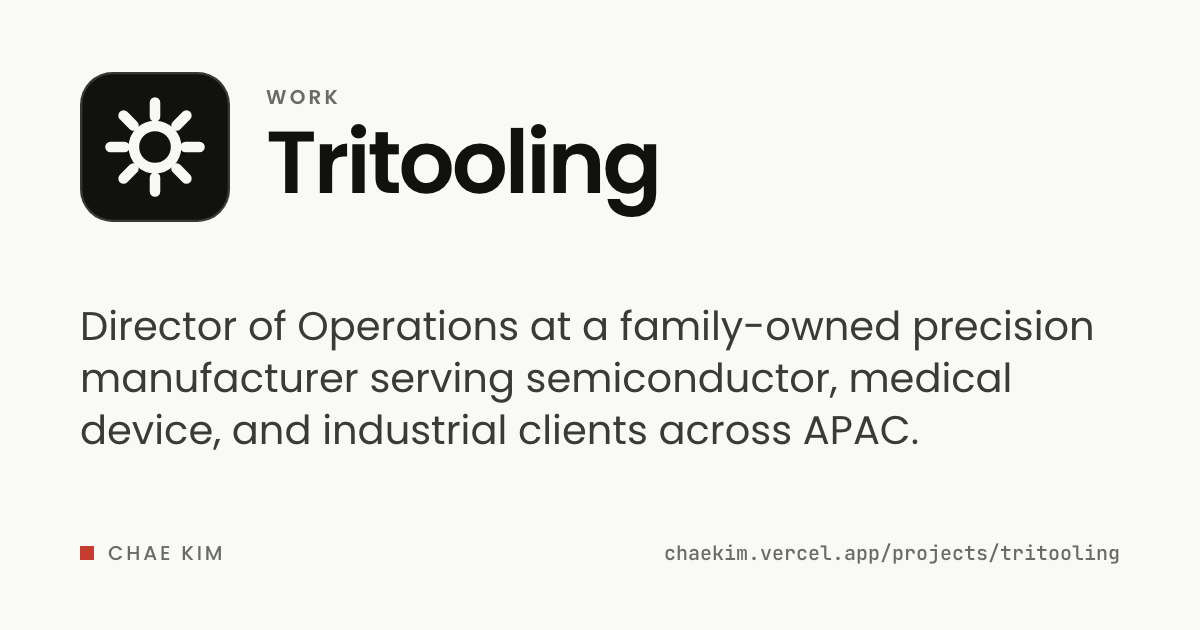 WORK
Tritooling
Director of Operations at a family-owned precision
manufacturer serving semiconductor, medical
device, and industrial clients across APAC.
CHAE KIM
chaekim.vercel.app/projects/tritooling